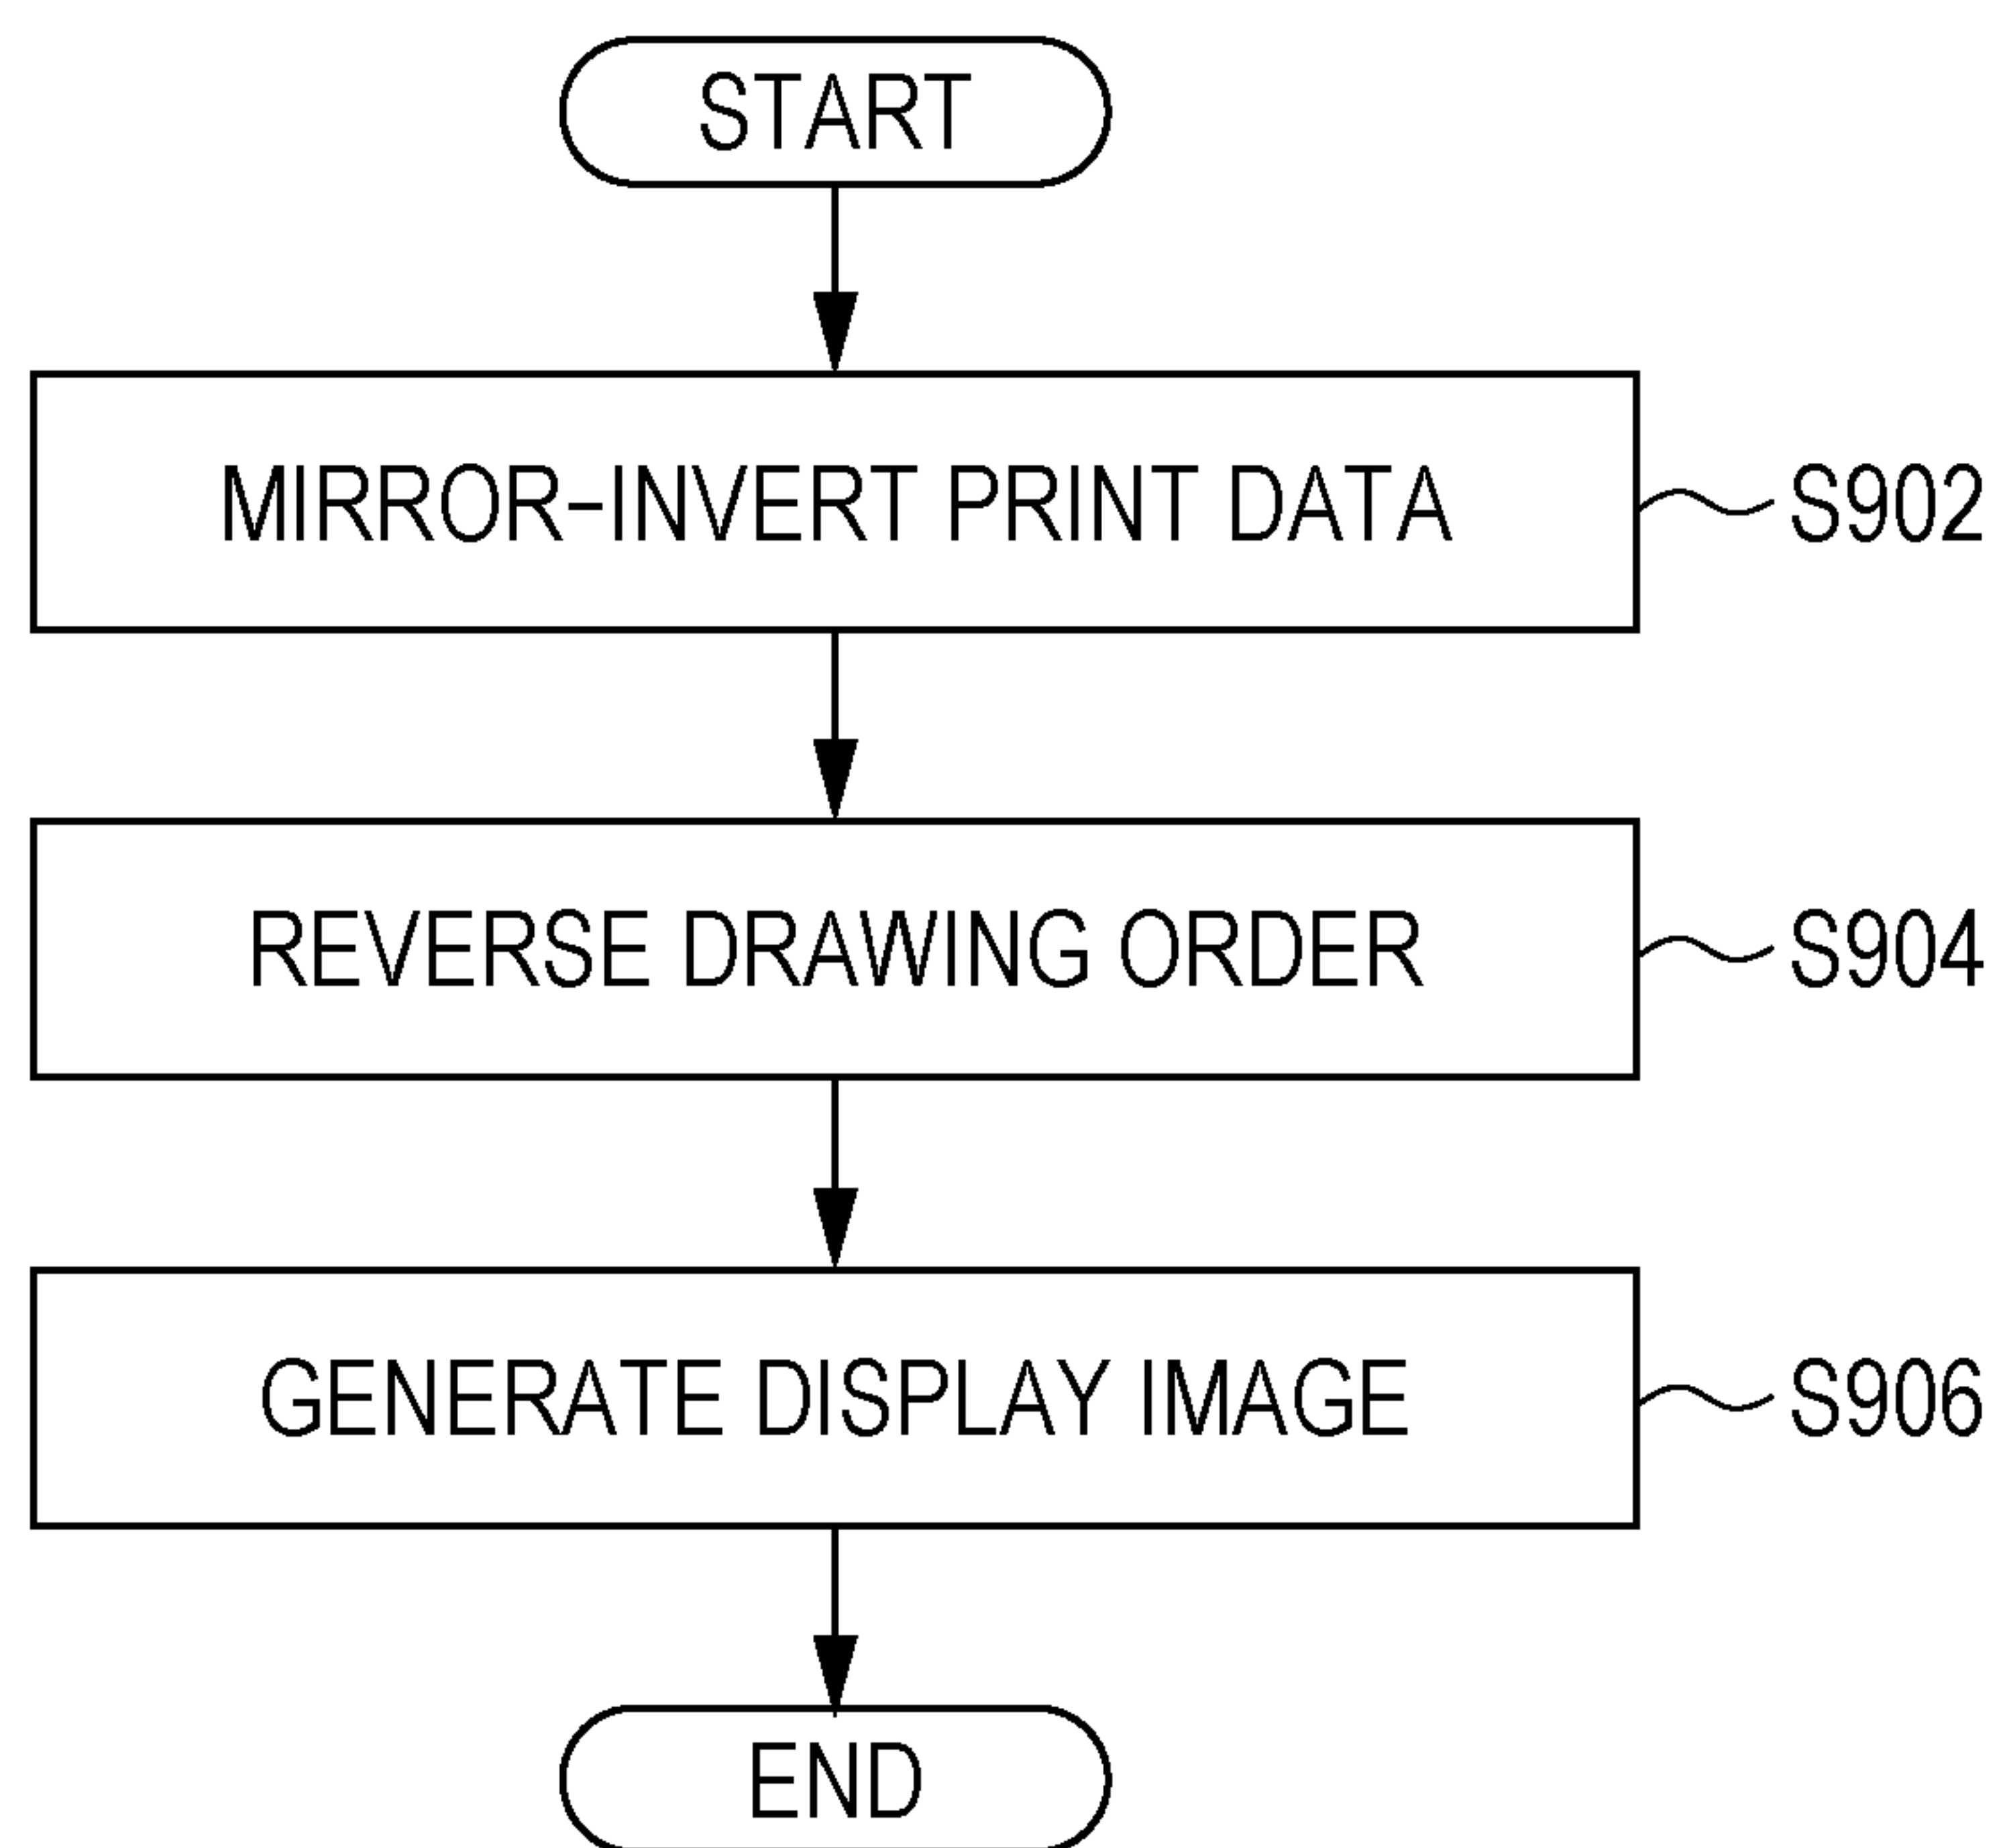 START
MIRROR-INVERT PRINT DATA S902
REVERSE DRAWING ORDER S904
GENERATE DISPLAY IMAGE S906
END